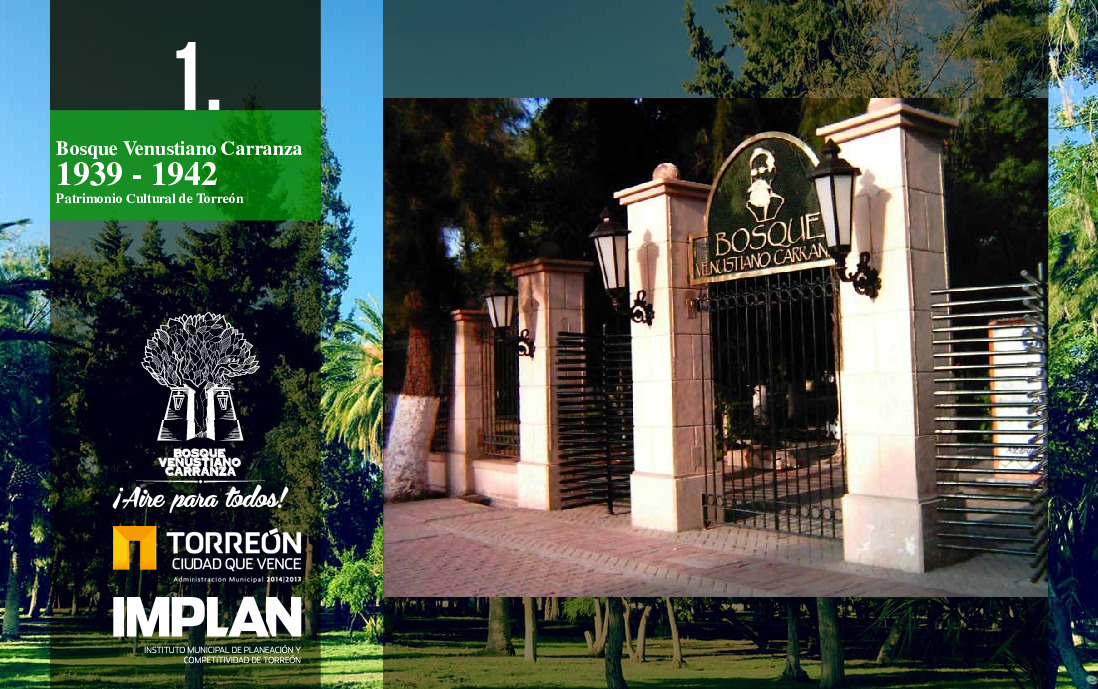 1.
Bosque Venustiano Carranza
1939 - 1942
Patrimonio Cultural de Torreón
BOSQUE
VENUSTIANO
CARRANZA
¡Aire para todos!
TORREÓN
CIUDAD QUE VENCE
Administración Municipal 2014|2017
IMPLAN
INSTITUTO MUNICIPAL DE PLANEACIÓN Y
COMPETITIVIDAD DE TORREÓN
BOSQUE
VENUSTIANO CARRAN